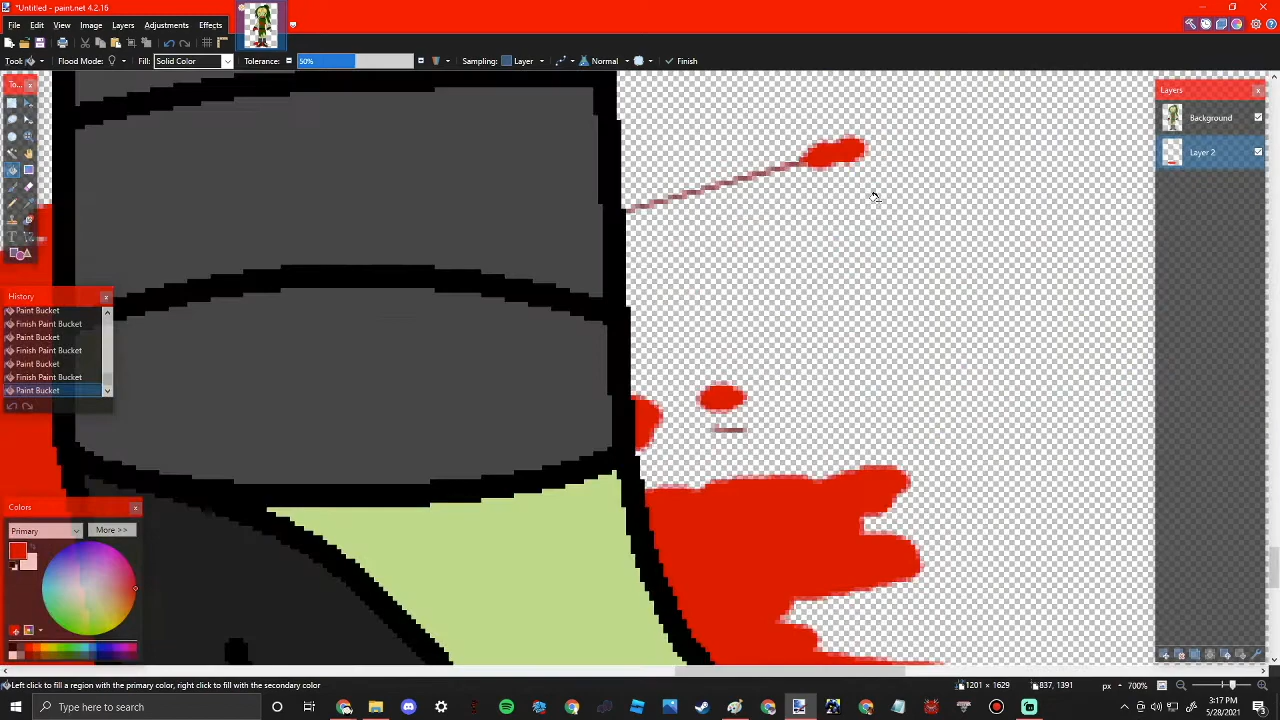 *Untitled - paint.net 4.2.16
File Edit View Image Layers Adjustments Effects
Tool: Flood Mode: Fill: Solid Color Tolerance: 50% Sampling: Layer Normal Finish
To... x
Layers x
Background
Layer 2
History x
Paint Bucket
Finish Paint Bucket
Paint Bucket
Finish Paint Bucket
Paint Bucket
Finish Paint Bucket
Paint Bucket
Colors x
Primary More >>
Left click to fill a region with the primary color, right click to fill with the secondary color
1201 x 1629 837, 1391 px 700%
Type here to search
3:17 PM
5/28/2021